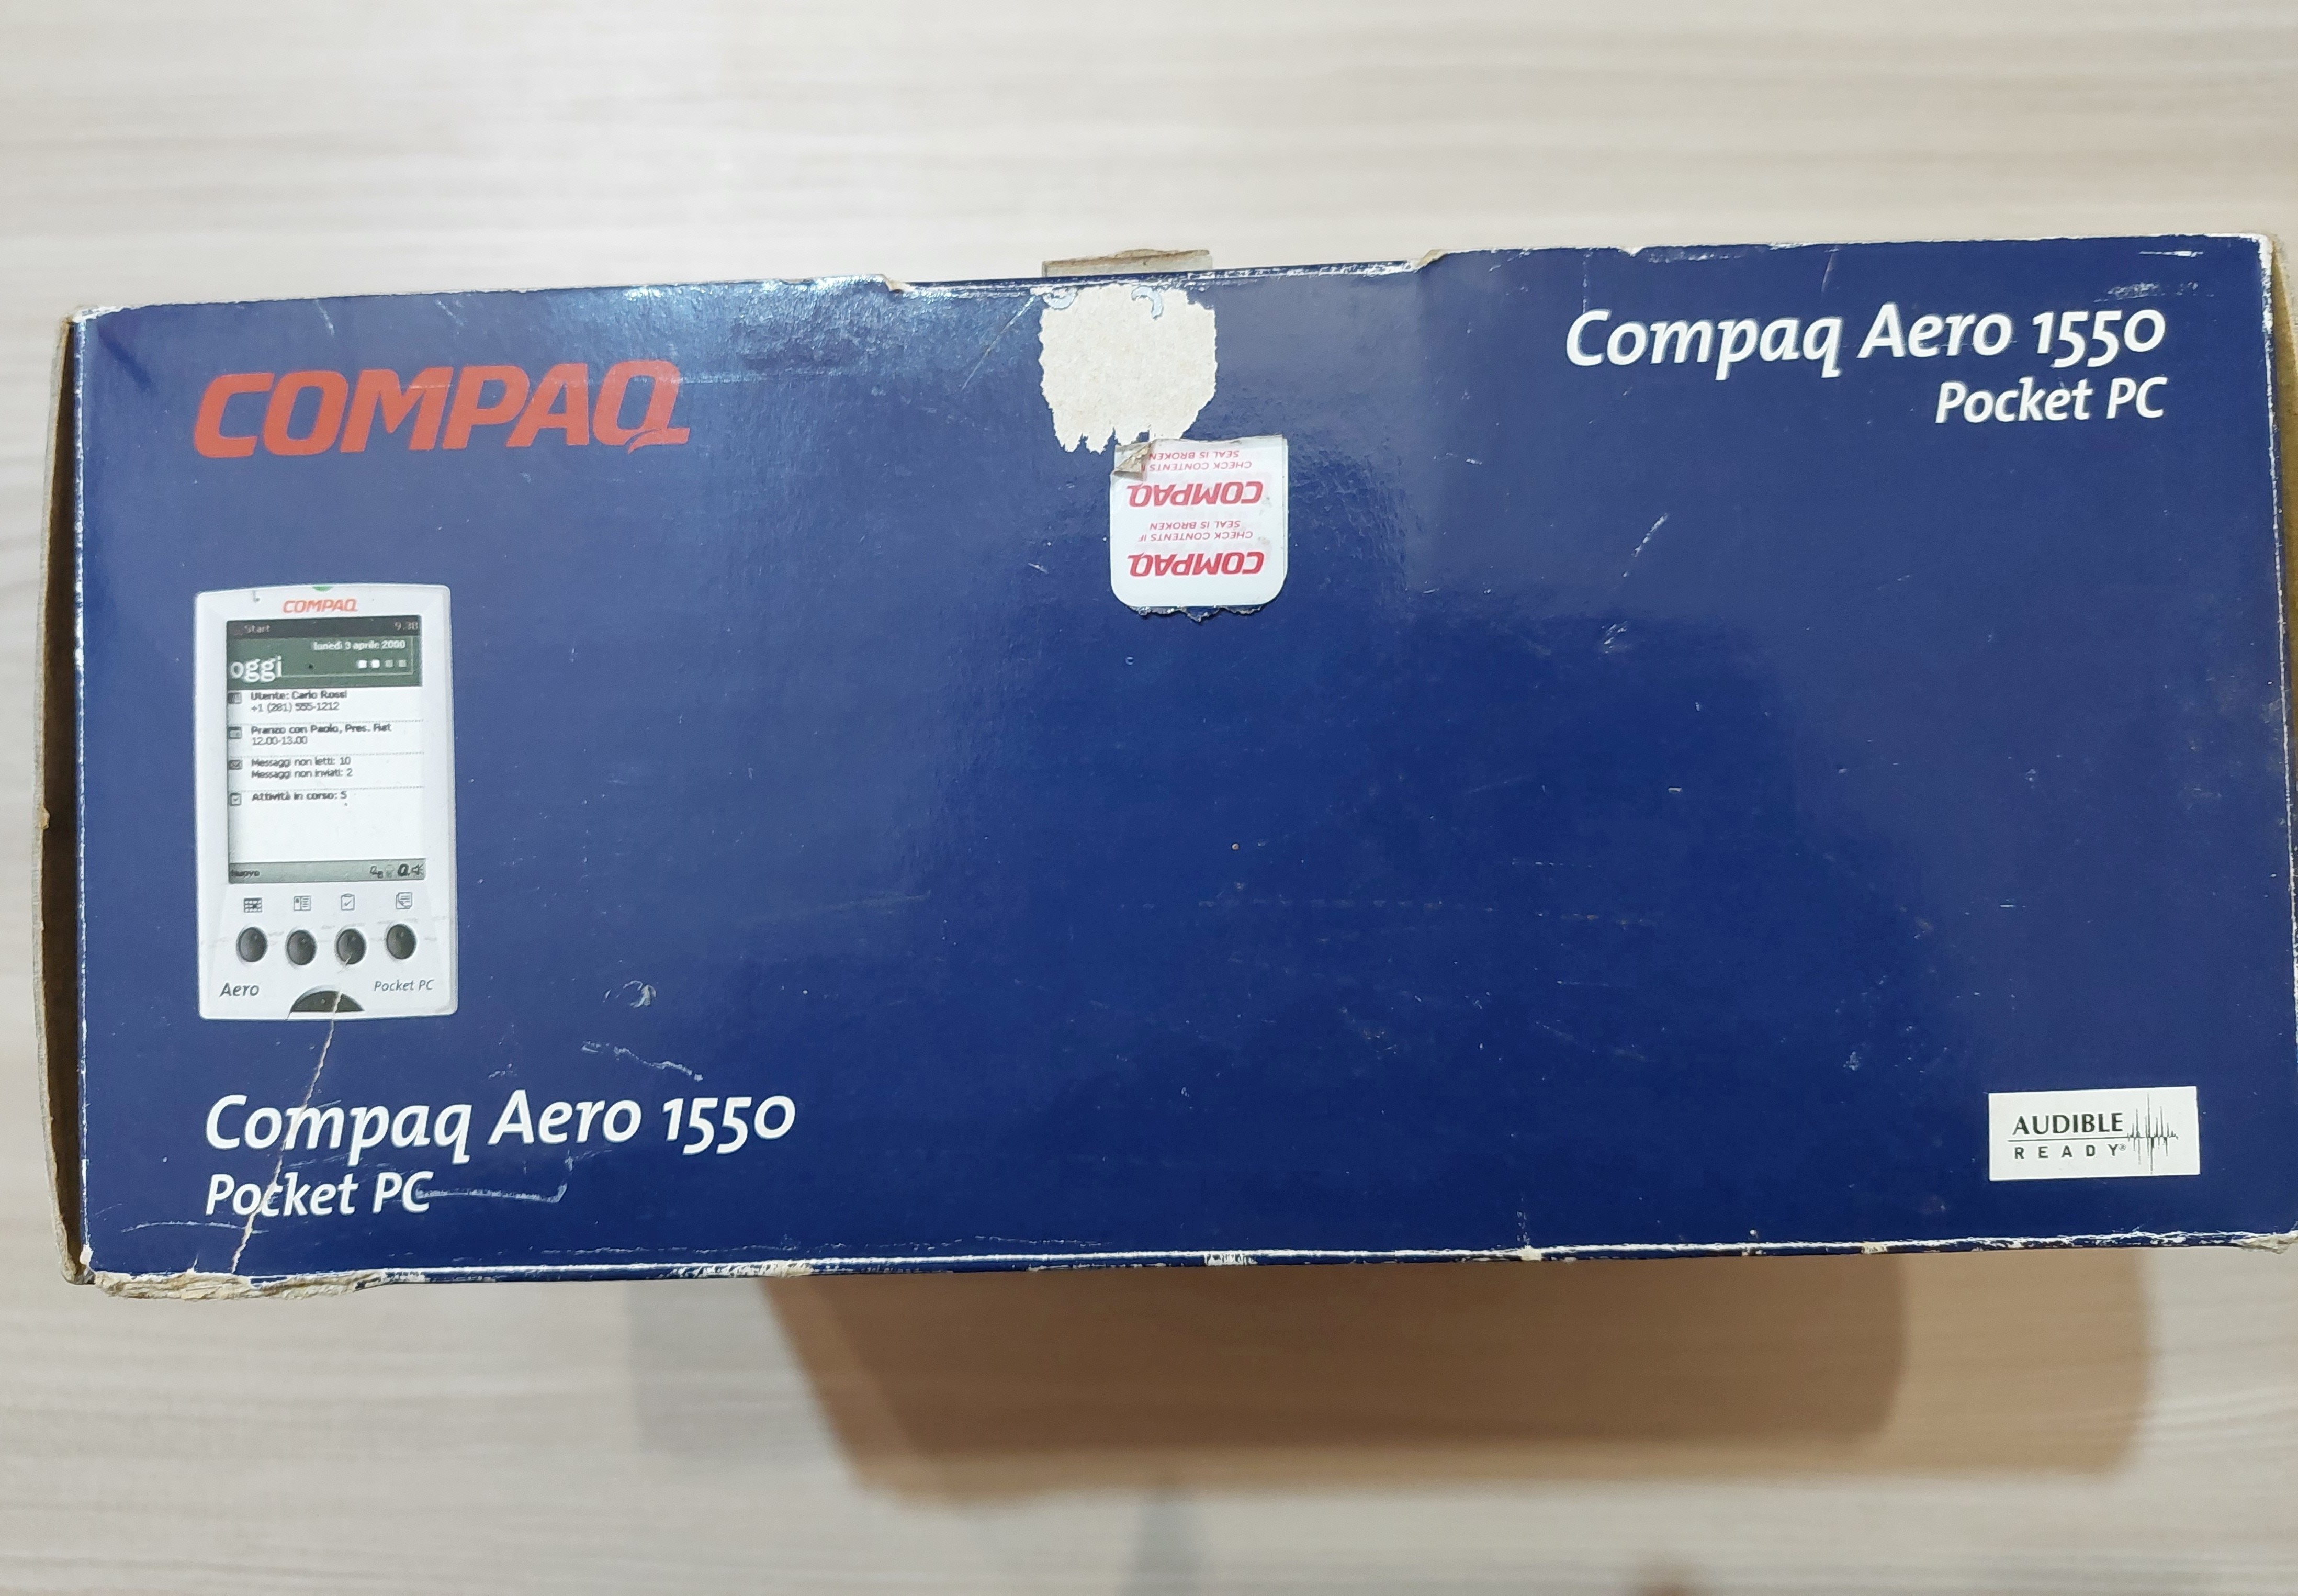 COMPAQ
Compaq Aero 1550
Pocket PC
CHECK CONTENTS
SEAL IS BROKEN
COMPAQ
CHECK CONTENTS IF
SEAL IS BROKEN
COMPAQ
COMPAQ
Start 9.38
lunedì 3 aprile 2000
oggi
Utente: Carlo Rossi
+1 (281) 555-1212
Pranzo con Paolo, Pres. Fiat
12.00-13.00
Messaggi non letti: 10
Messaggi non inviati: 2
Attività in corso: 5
Nuovo
Aero Pocket PC
Compaq Aero 1550
Pocket PC
AUDIBLE
READY®